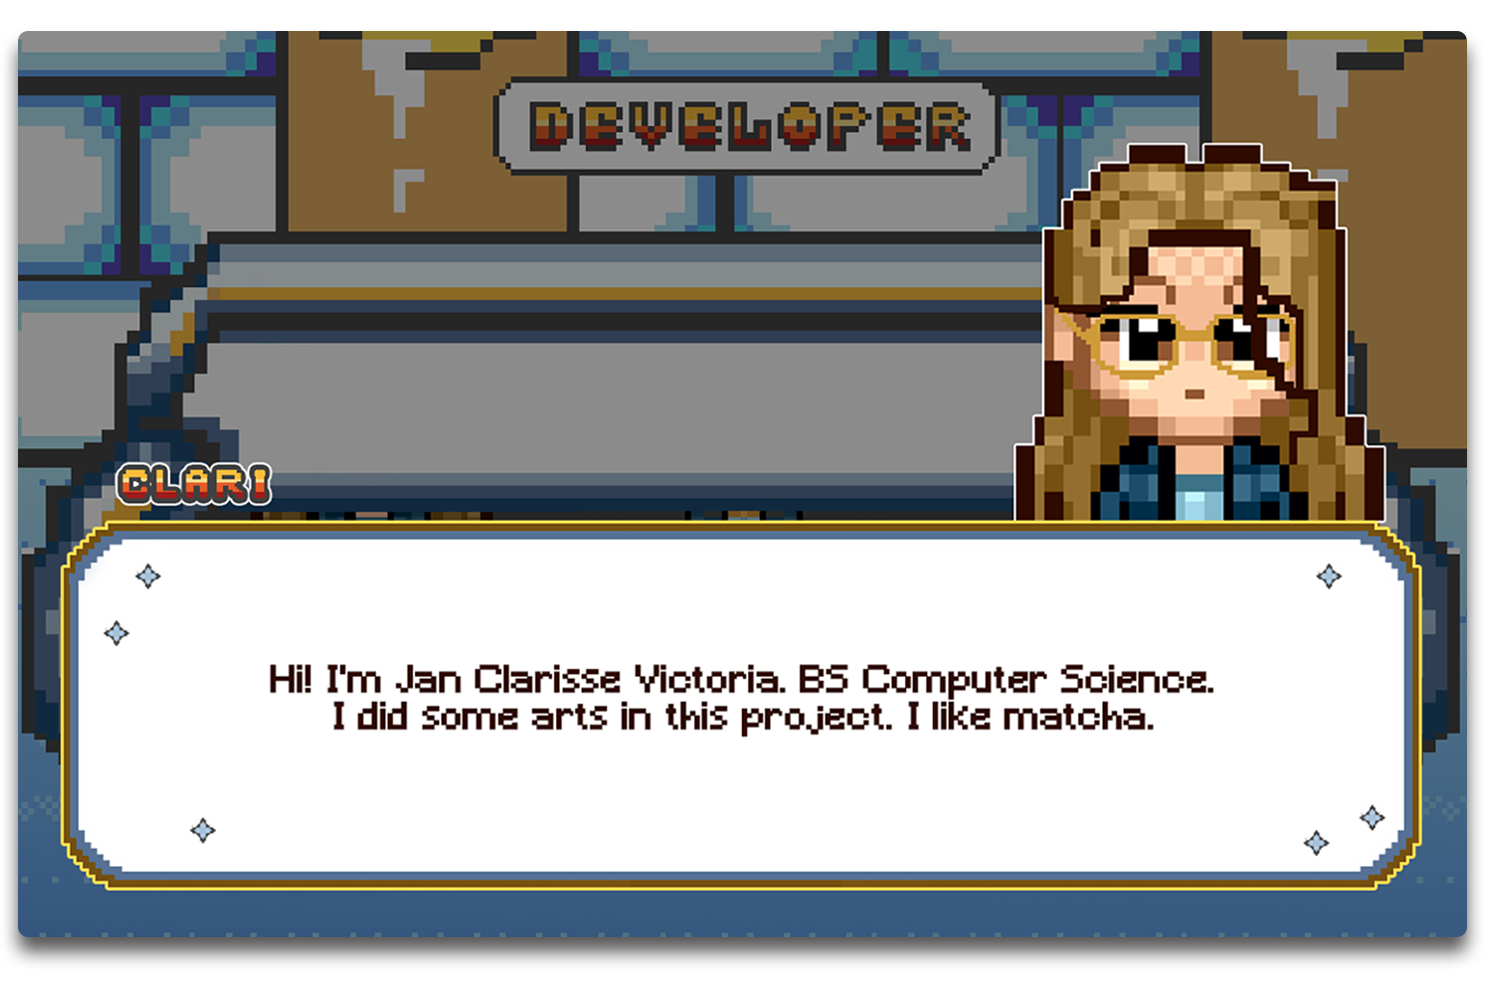 DEVELOPER
CLARI
Hi! I'm Jan Clarisse Victoria. BS Computer Science.
I did some arts in this project. I like matcha.